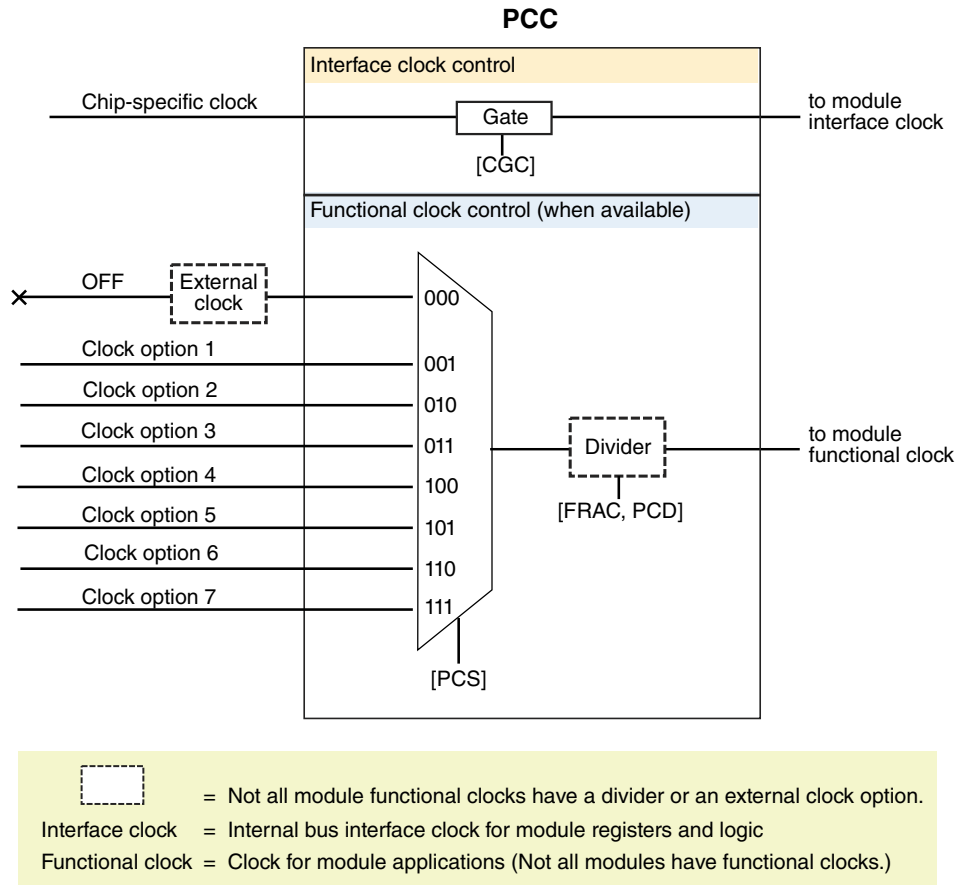 PCC
Interface clock control
Chip-specific clock
Gate
to module
interface clock
[CGC]
Functional clock control (when available)
OFF
External
clock
000
Clock option 1
001
Clock option 2
010
Clock option 3
011
Clock option 4
100
Clock option 5
101
Clock option 6
110
Clock option 7
111
Divider
to module
functional clock
[FRAC, PCD]
[PCS]
= Not all module functional clocks have a divider or an external clock option.
Interface clock = Internal bus interface clock for module registers and logic
Functional clock = Clock for module applications (Not all modules have functional clocks.)